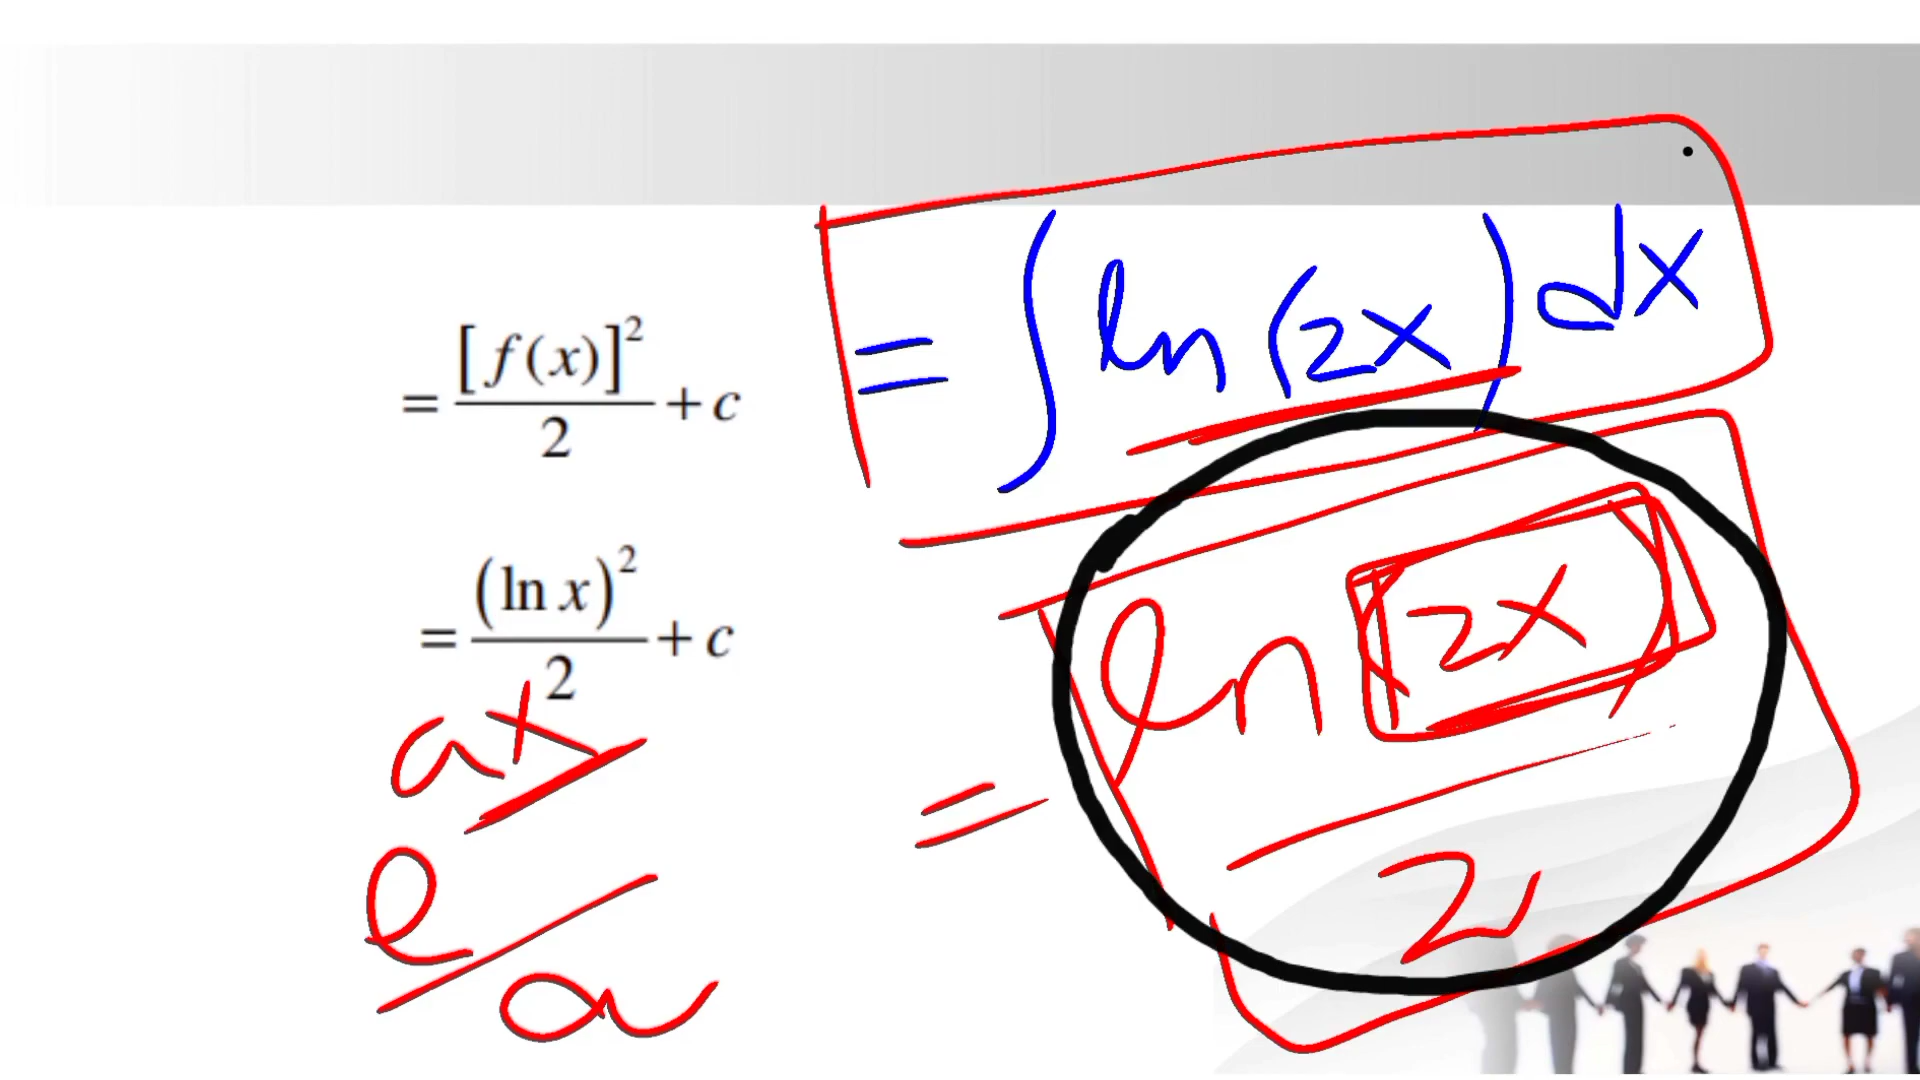 = [f(x)]² / 2 + c
= (ln x)² / 2 + c
ax
e
a
= ∫ ln (2x) dx
= ln (2x)
2